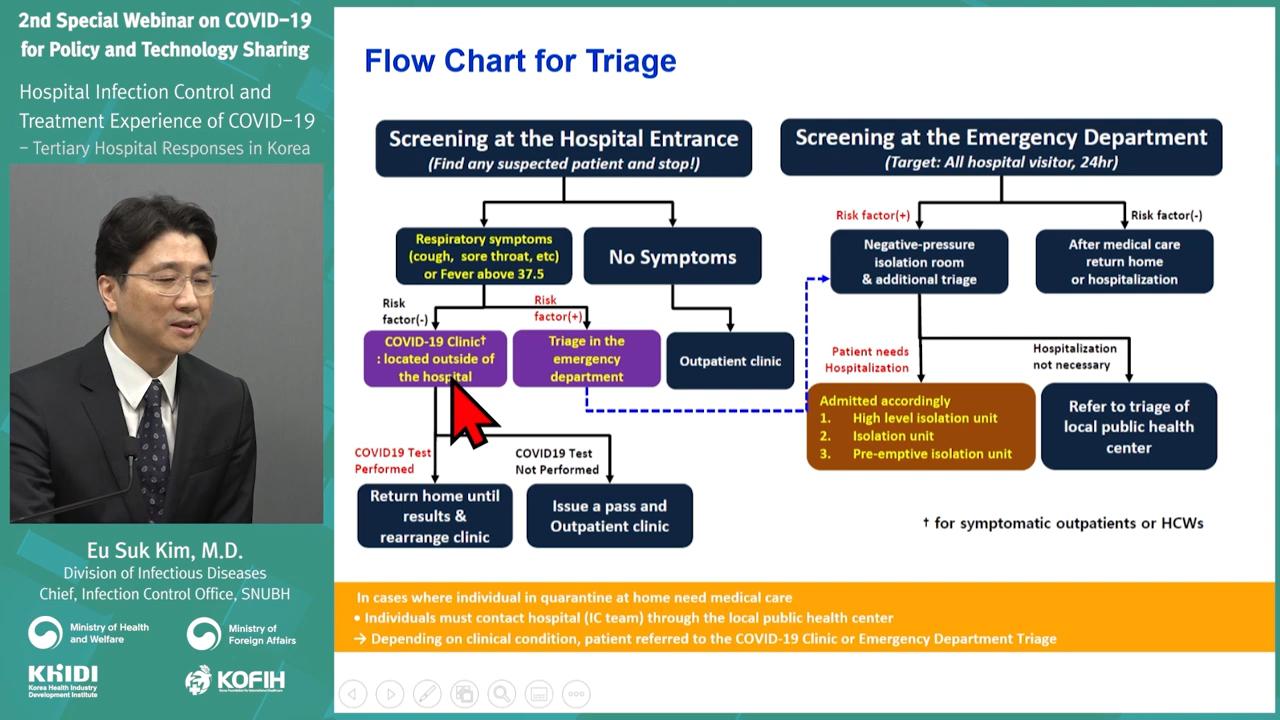 2nd Special Webinar on COVID-19
for Policy and Technology Sharing
Hospital Infection Control and
Treatment Experience of COVID-19
- Tertiary Hospital Responses in Korea
Eu Suk Kim, M.D.
Division of Infectious Diseases
Chief, Infection Control Office, SNUBH
Ministry of Health
and Welfare
Ministry of
Foreign Affairs
KHIDI
Korea Health Industry
Development Institute
KOFIH
Korea Foundation for International Healthcare
Flow Chart for Triage
Screening at the Hospital Entrance
(Find any suspected patient and stop!)
Screening at the Emergency Department
(Target: All hospital visitor, 24hr)
Respiratory symptoms
(cough, sore throat, etc)
or Fever above 37.5
No Symptoms
Risk factor(+)
Risk factor(-)
Negative-pressure
isolation room
& additional triage
After medical care
return home
or hospitalization
Risk
factor(-)
Risk
factor(+)
COVID-19 Clinic†
: located outside of
the hospital
Triage in the
emergency
department
Outpatient clinic
Patient needs
Hospitalization
Hospitalization
not necessary
Admitted accordingly
1. High level isolation unit
2. Isolation unit
3. Pre-emptive isolation unit
Refer to triage of
local public health
center
COVID19 Test
Performed
COVID19 Test
Not Performed
Return home until
results &
rearrange clinic
Issue a pass and
Outpatient clinic
† for symptomatic outpatients or HCWs
In cases where individual in quarantine at home need medical care
• Individuals must contact hospital (IC team) through the local public health center
→ Depending on clinical condition, patient referred to the COVID-19 Clinic or Emergency Department Triage